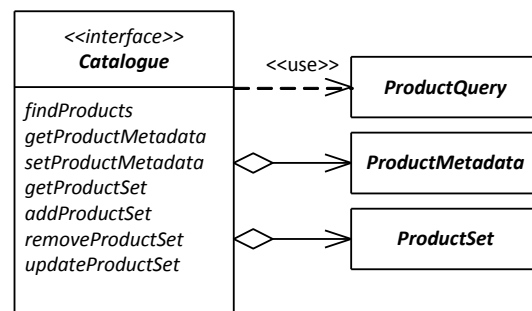 <<interface>>
Catalogue
findProducts
getProductMetadata
setProductMetadata
getProductSet
addProductSet
removeProductSet
updateProductSet
<<use>>
ProductQuery
ProductMetadata
ProductSet